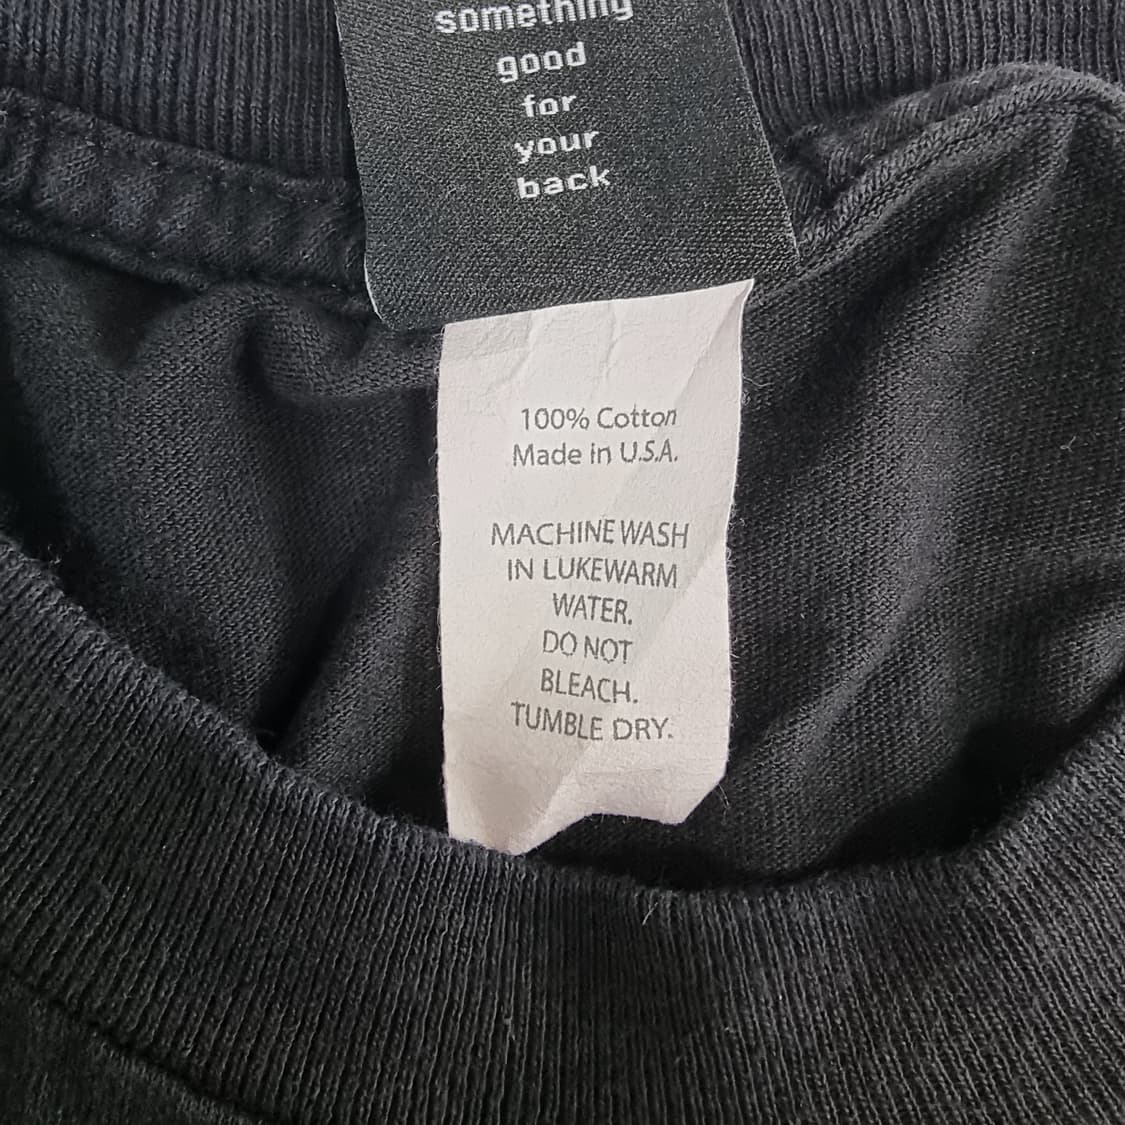 something
good
for
your
back
100% Cotton
Made in U.S.A.
MACHINE WASH
IN LUKEWARM
WATER.
DO NOT
BLEACH.
TUMBLE DRY.